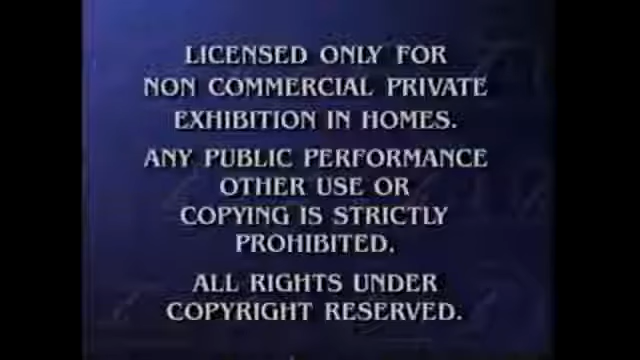 LICENSED ONLY FOR
NON COMMERCIAL PRIVATE
EXHIBITION IN HOMES.
ANY PUBLIC PERFORMANCE
OTHER USE OR
COPYING IS STRICTLY
PROHIBITED.
ALL RIGHTS UNDER
COPYRIGHT RESERVED.